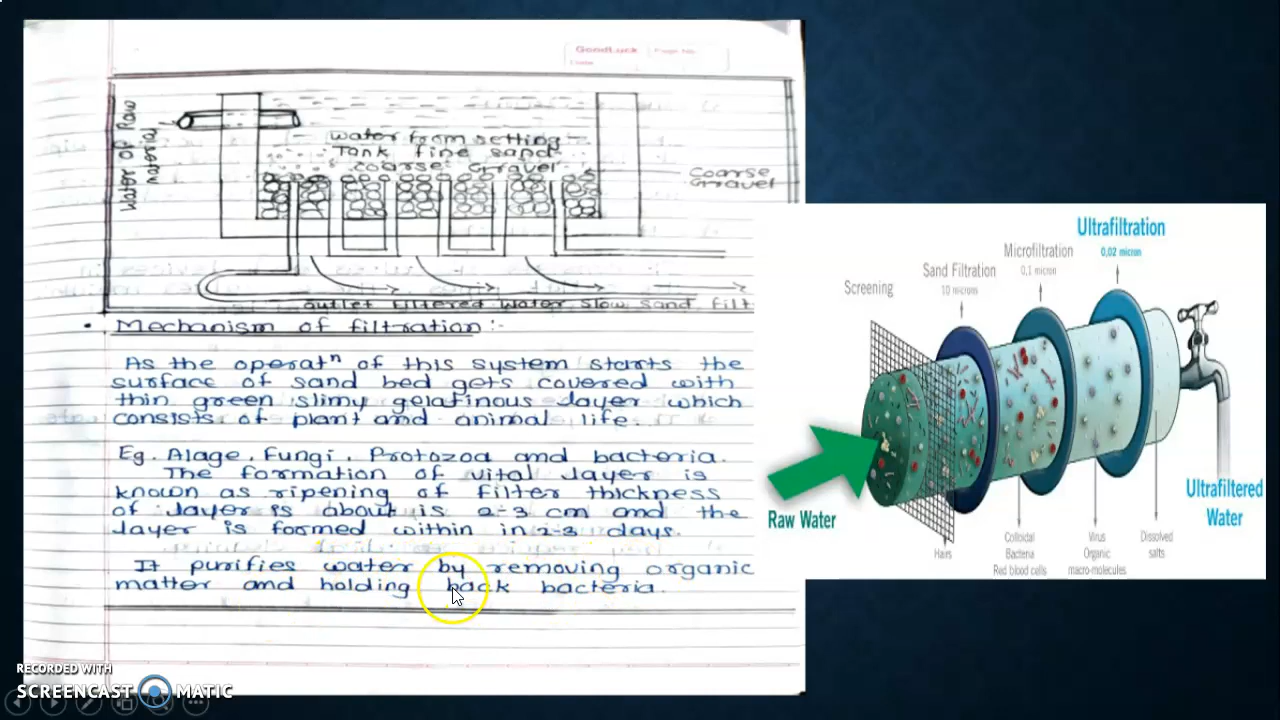 GoodLuck
Page No.
Date
Water of Raw
Material
Water from setting
Tank fine sand
Coarse Gravel
Coarse
Gravel
Outlet Filtered Water Slow Sand Filt
• Mechanism of filtration :-
As the operatⁿ of this system starts the
surface of sand bed gets covered with
thin green slimy gelatinous layer which
consists of plant and animal life.
Eg. Alage, Fungi, Protozoa and bacteria.
The formation of vital layer is
known as ripening of filter thickness
of layer is about is 2-3 cm and the
layer is formed within in 2-3 days.
It purifies water by removing organic
matter and holding back bacteria.
Ultrafiltration
0,02 micron
Microfiltration
0,1 micron
Sand Filtration
10 microns
Screening
Raw Water
Ultrafiltered
Water
Hairs
Colloidal
Bacteria
Red blood cells
Virus
Organic
macro-molecules
Dissolved
salts
RECORDED WITH
SCREENCAST MATIC